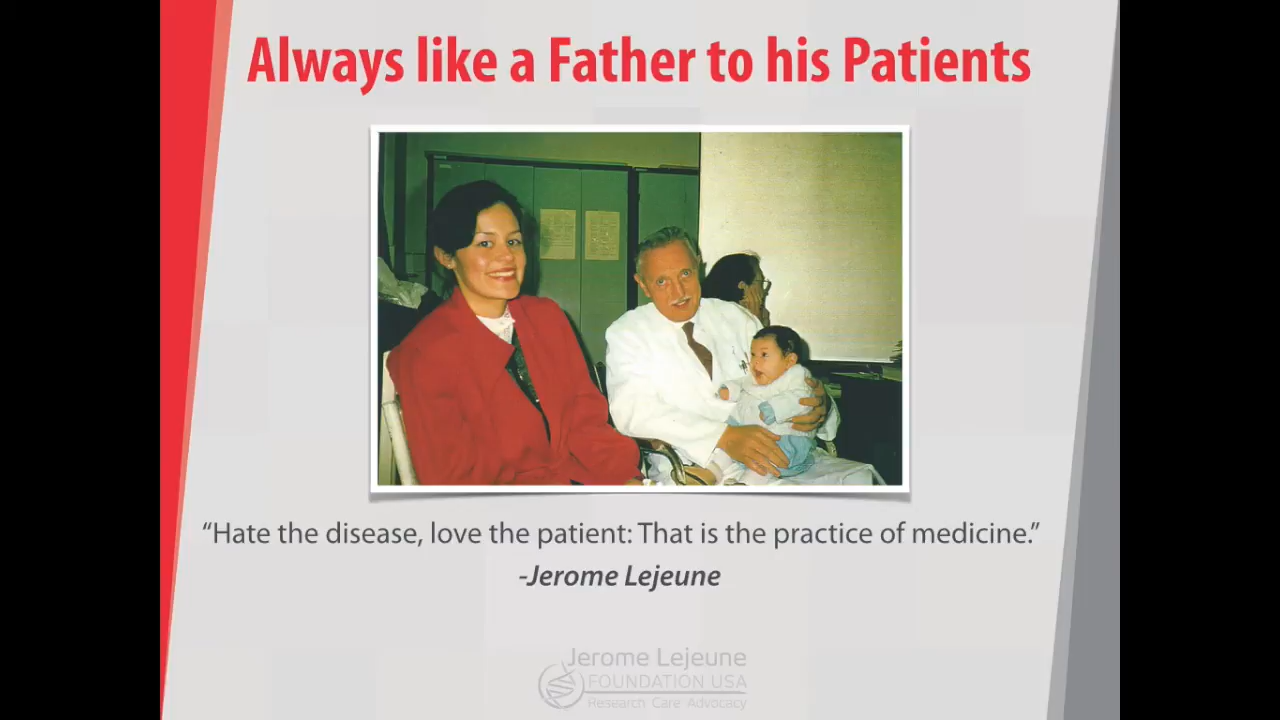 Always like a Father to his Patients
“Hate the disease, love the patient: That is the practice of medicine.”
-Jerome Lejeune
Jerome Lejeune
FOUNDATION USA
Research Care Advocacy